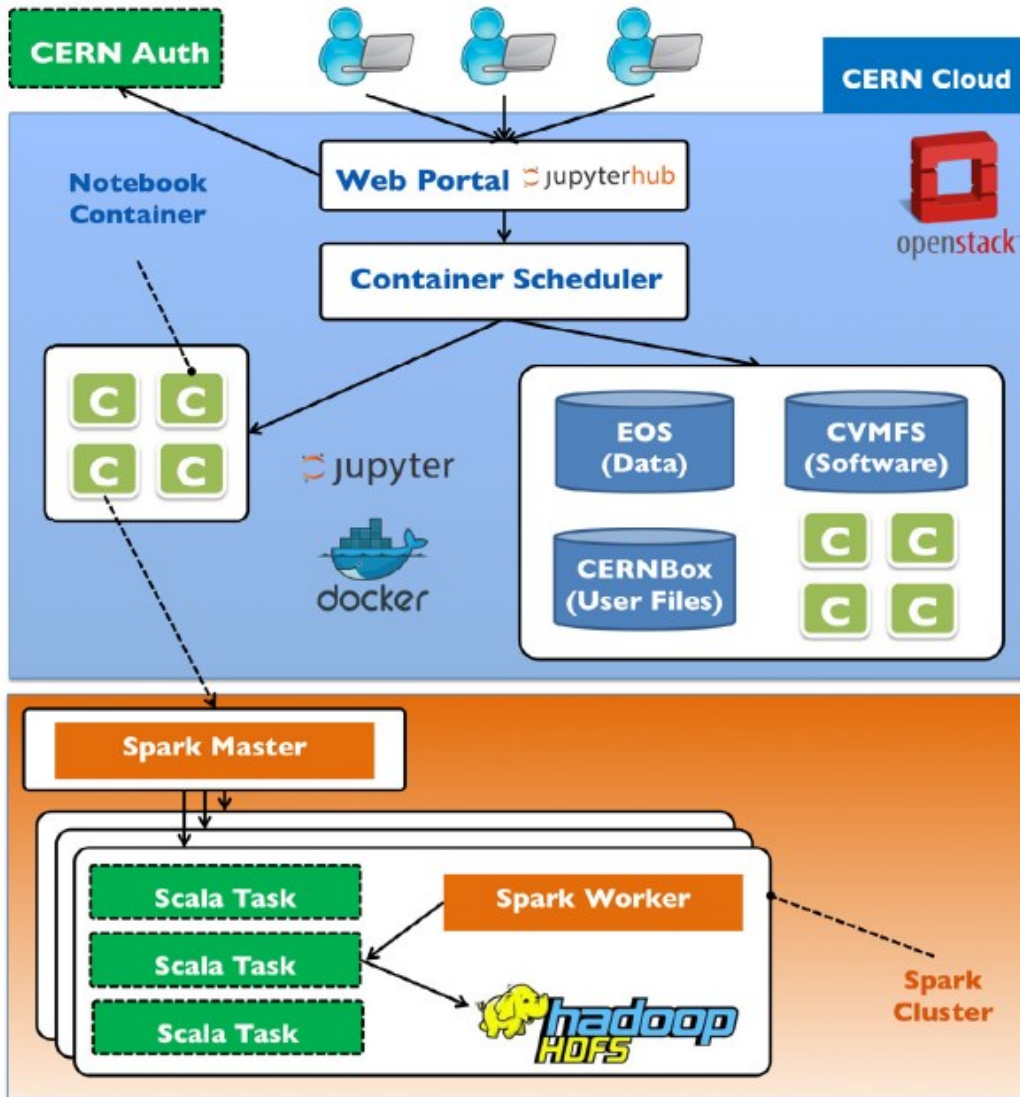 CERN Auth
CERN Cloud
Web Portal jupyterhub
Notebook
Container
openstack
Container Scheduler
C C
C C
EOS
(Data)
CVMFS
(Software)
jupyter
docker
CERNBox
(User Files)
C C
C C
Spark Master
Scala Task
Spark Worker
Scala Task
Scala Task
hadoop
HDFS
Spark
Cluster